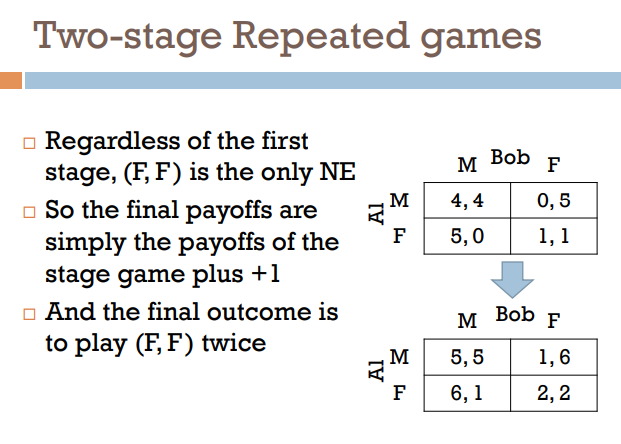 Two-stage Repeated games
Regardless of the first
stage, (F, F) is the only NE
So the final payoffs are
simply the payoffs of the
stage game plus +1
And the final outcome is
to play (F, F) twice
M Bob F
Al
M 4, 4 0, 5
F 5, 0 1, 1
M Bob F
Al
M 5, 5 1, 6
F 6, 1 2, 2